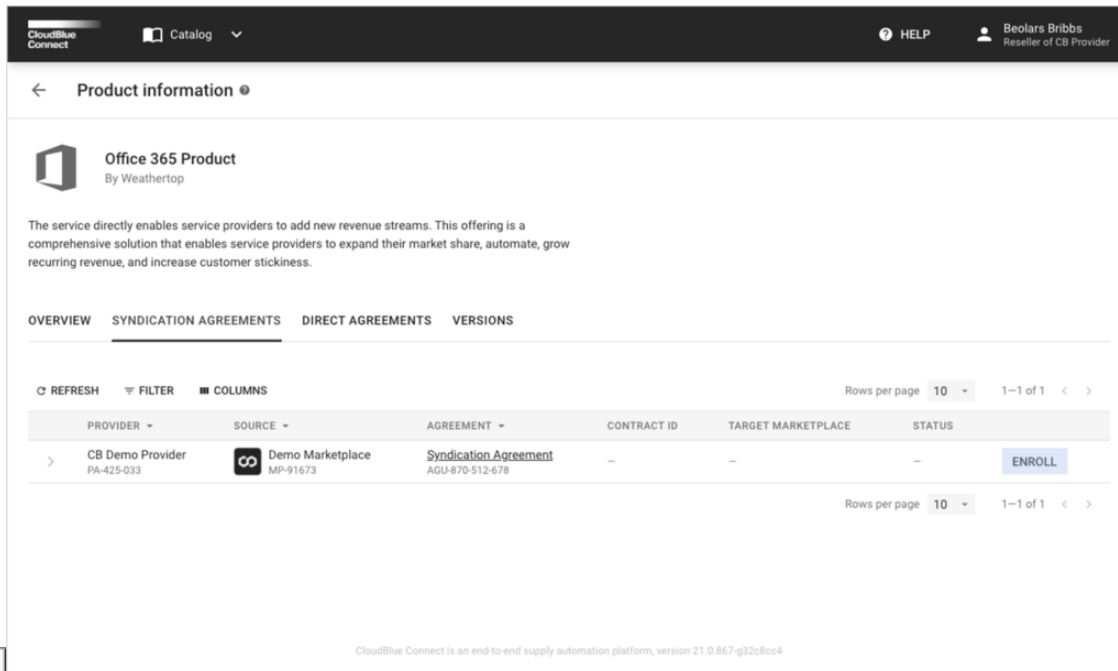 CloudBlue
Connect
Catalog
HELP
Beolars Bribbs
Reseller of CB Provider
Product information
Office 365 Product
By Weathertop
The service directly enables service providers to add new revenue streams. This offering is a
comprehensive solution that enables service providers to expand their market share, automate, grow
recurring revenue, and increase customer stickiness.
OVERVIEW SYNDICATION AGREEMENTS DIRECT AGREEMENTS VERSIONS
REFRESH FILTER COLUMNS Rows per page 10 1–1 of 1
PROVIDER SOURCE AGREEMENT CONTRACT ID TARGET MARKETPLACE STATUS
CB Demo Provider Demo Marketplace Syndication Agreement – – – ENROLL
PA-425-033 MP-91673 AGU-870-512-678
Rows per page 10 1–1 of 1
CloudBlue Connect is an end-to-end supply automation platform, version 21.0.867-g32c8cc4